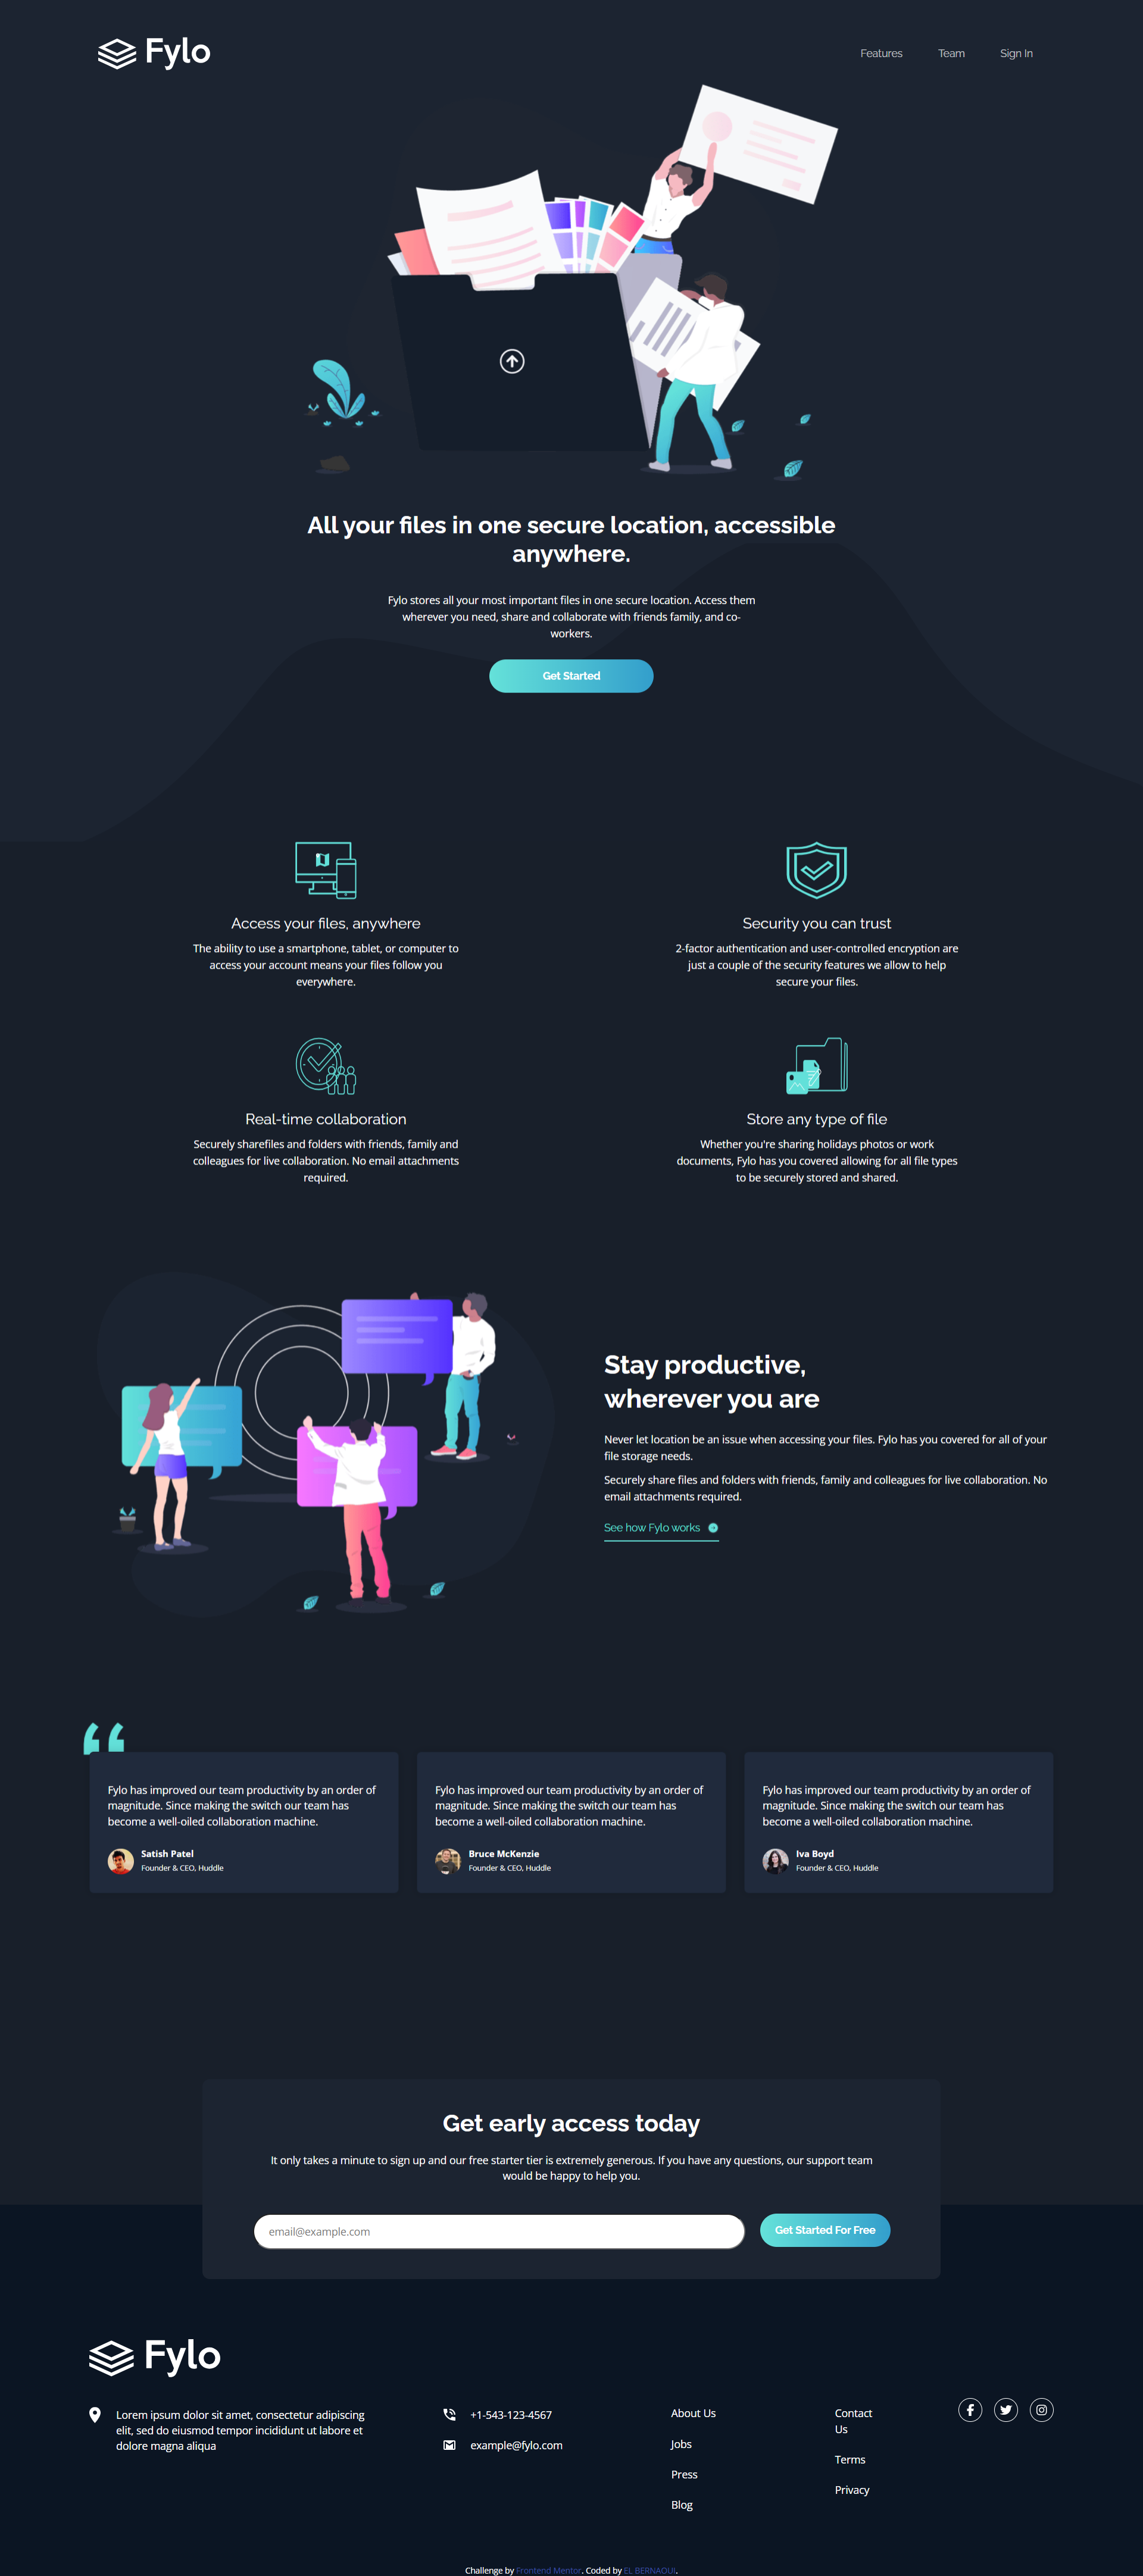 Fylo
Features Team Sign In
All your files in one secure location, accessible
anywhere.
Fylo stores all your most important files in one secure location. Access them
wherever you need, share and collaborate with friends family, and co-
workers.
Get Started
Access your files, anywhere
The ability to use a smartphone, tablet, or computer to
access your account means your files follow you
everywhere.
Security you can trust
2-factor authentication and user-controlled encryption are
just a couple of the security features we allow to help
secure your files.
Real-time collaboration
Securely sharefiles and folders with friends, family and
colleagues for live collaboration. No email attachments
required.
Store any type of file
Whether you're sharing holidays photos or work
documents, Fylo has you covered allowing for all file types
to be securely stored and shared.
Stay productive,
wherever you are
Never let location be an issue when accessing your files. Fylo has you covered for all of your
file storage needs.
Securely share files and folders with friends, family and colleagues for live collaboration. No
email attachments required.
See how Fylo works
Fylo has improved our team productivity by an order of
magnitude. Since making the switch our team has
become a well-oiled collaboration machine.
Satish Patel
Founder & CEO, Huddle
Fylo has improved our team productivity by an order of
magnitude. Since making the switch our team has
become a well-oiled collaboration machine.
Bruce McKenzie
Founder & CEO, Huddle
Fylo has improved our team productivity by an order of
magnitude. Since making the switch our team has
become a well-oiled collaboration machine.
Iva Boyd
Founder & CEO, Huddle
Get early access today
It only takes a minute to sign up and our free starter tier is extremely generous. If you have any questions, our support team
would be happy to help you.
email@example.com
Get Started For Free
Fylo
Lorem ipsum dolor sit amet, consectetur adipiscing
elit, sed do eiusmod tempor incididunt ut labore et
dolore magna aliqua
+1-543-123-4567
example@fylo.com
About Us
Jobs
Press
Blog
Contact
Us
Terms
Privacy
Challenge by Frontend Mentor. Coded by EL BERNAOUI.